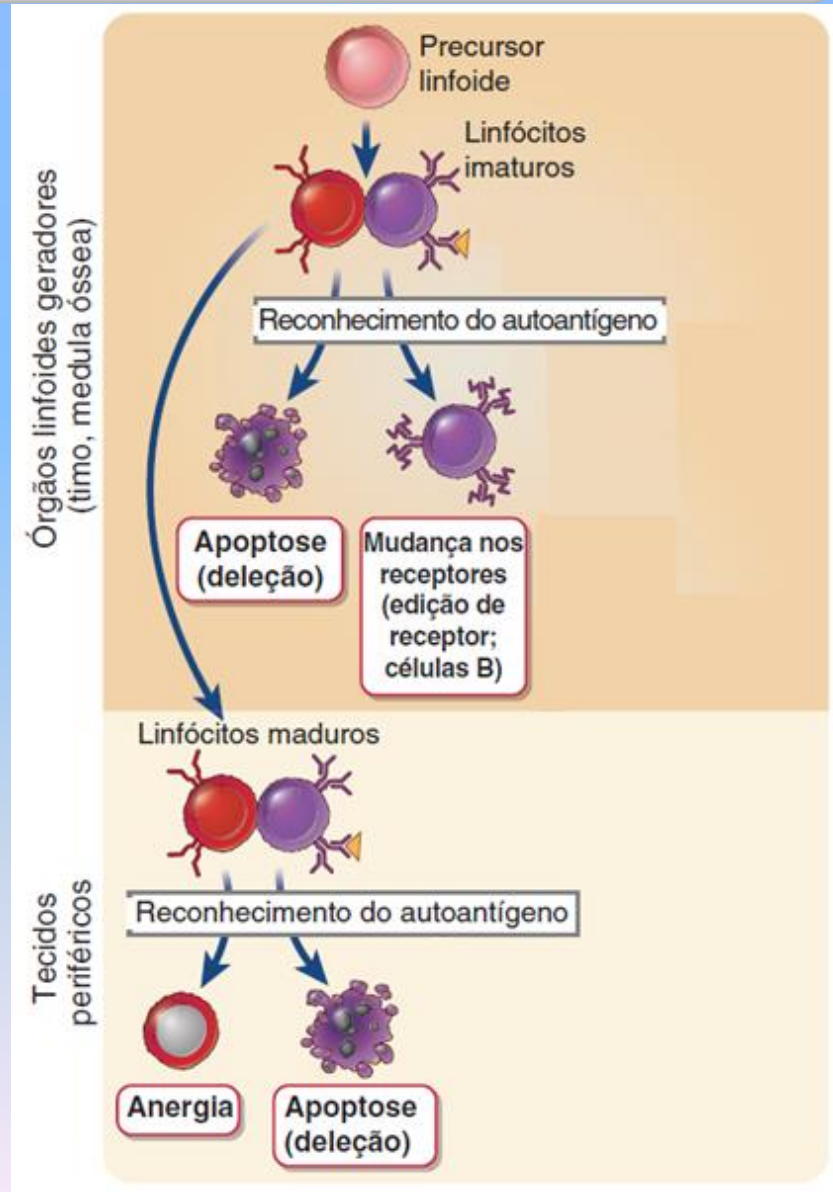 Precursor
linfoide
Linfócitos
imaturos
Órgãos linfoides geradores
(timo, medula óssea)
Reconhecimento do autoantígeno
Apoptose
(deleção)
Mudança nos
receptores
(edição de
receptor;
células B)
Linfócitos maduros
Tecidos
periféricos
Reconhecimento do autoantígeno
Anergia
Apoptose
(deleção)